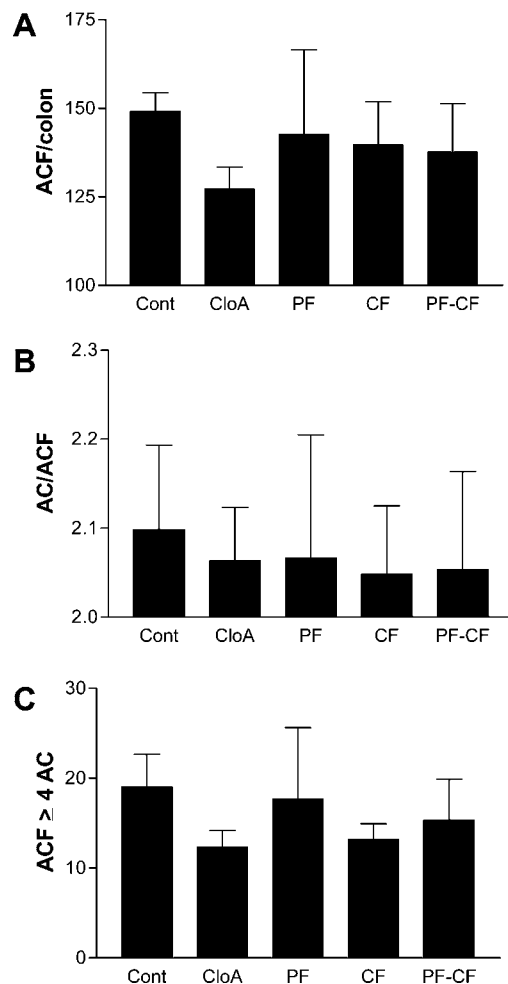 A
ACF/colon
175
150
125
100
Cont CloA PF CF PF-CF
B
AC/ACF
2.3
2.2
2.1
2.0
Cont CloA PF CF PF-CF
C
ACF ≥ 4 AC
30
20
10
0
Cont CloA PF CF PF-CF